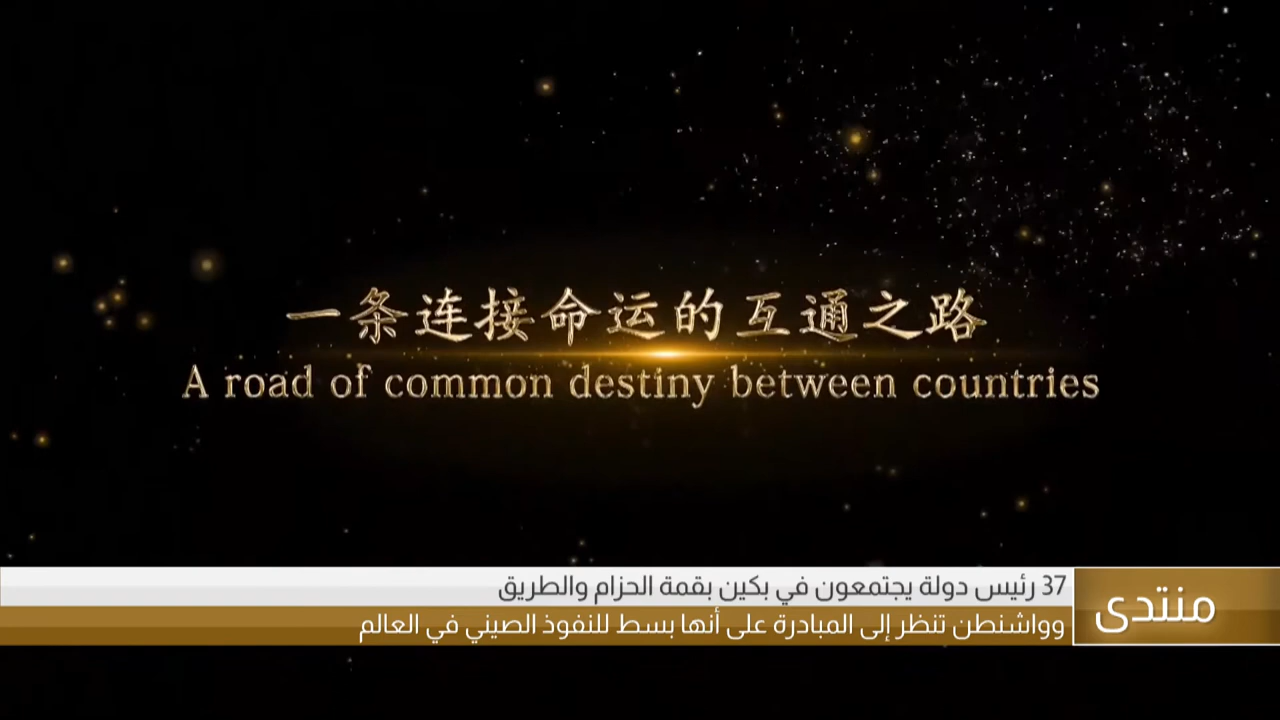 一条连接命运的互通之路
A road of common destiny between countries
منتدى
37 رئيس دولة يجتمعون في بكين بقمة الحزام والطريق
وواشنطن تنظر إلى المبادرة على أنها بسط للنفوذ الصيني في العالم